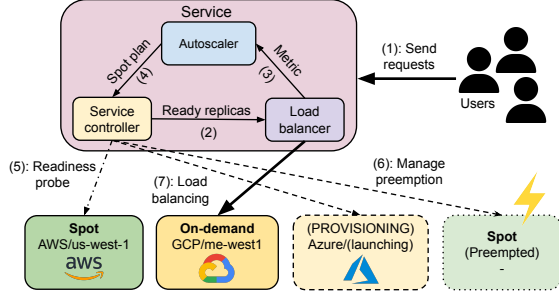 Service
Autoscaler
(1): Send
requests
Spot plan
(4)
Metric
(3)
Users
Service
controller
Ready replicas
(2)
Load
balancer
(5): Readiness
probe
(7): Load
balancing
(6): Manage
preemption
Spot
AWS/us-west-1
aws
On-demand
GCP/me-west1
(PROVISIONING)
Azure/(launching)
Spot
(Preempted)
-